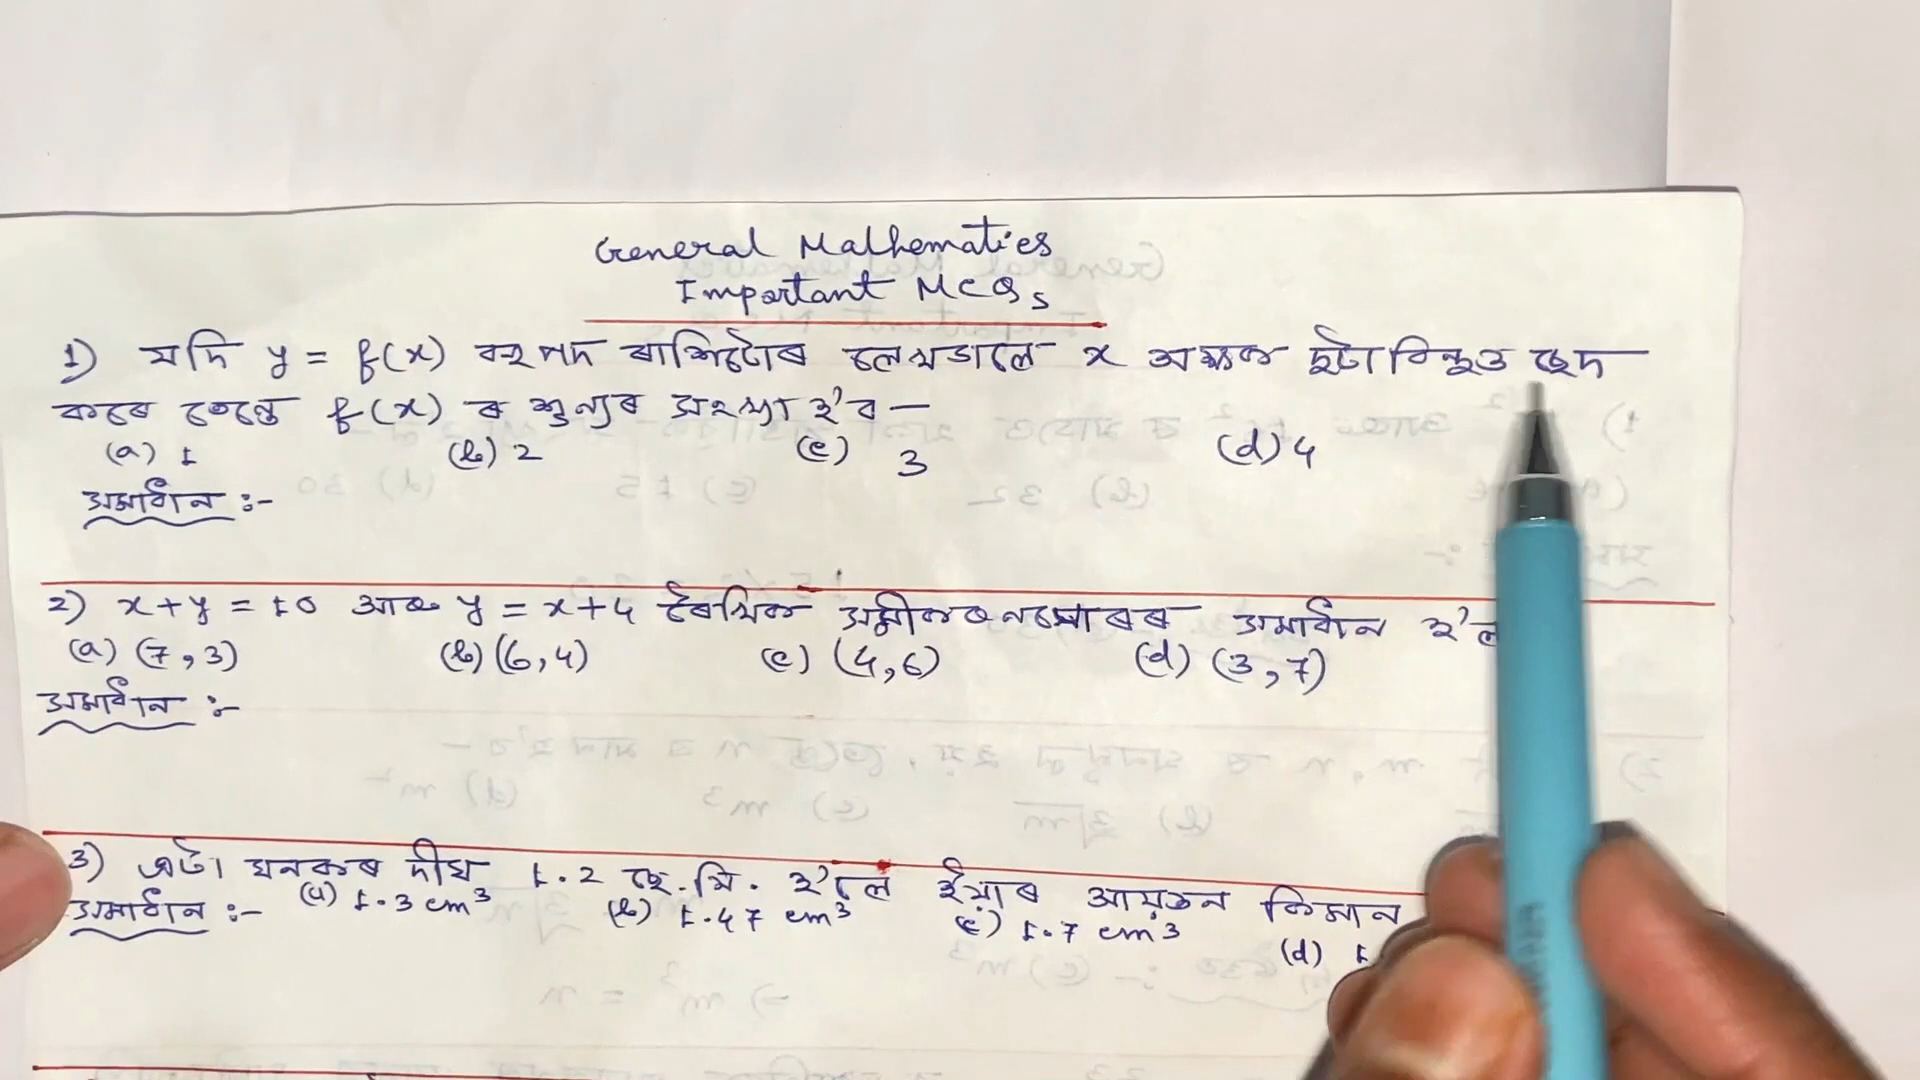 General Mathematics
Important MCQs
1) যদি y = f(x) বহুপদ ৰাশিটোৰ লেখডালে x অক্ষক দুটা বিন্দুত ছেদ
কৰে তেন্তে f(x) ৰ শূন্যৰ সংখ্যা হ'ব —
(a) 1 (b) 2 (c) 3 (d) 4
সমাধান :-
2) x+y = 10 আৰু y = x+4 ৰৈখিক সমীকৰণযোৰৰ সমাধান হ'ল
(a) (7,3) (b) (6,4) (c) (4,6) (d) (3,7)
সমাধান :-
3) এটা ঘনকৰ দীঘ 1.2 ছে.মি. হ'লে ইয়াৰ আয়তন কিমান
সমাধান :- (a) 1.3 cm³ (b) 1.47 cm³ (c) 1.7 cm³ (d) 1.